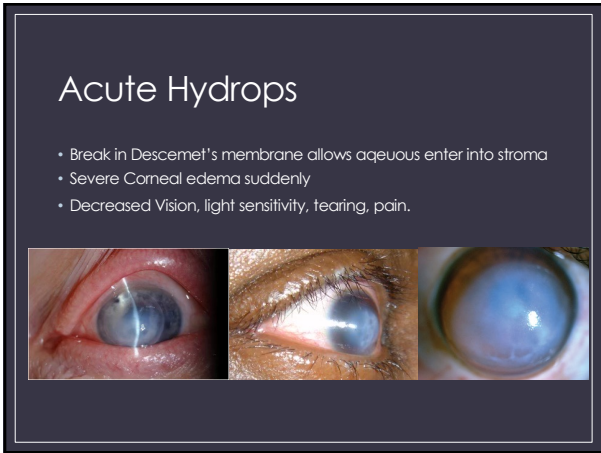 Acute Hydrops
• Break in Descemet's membrane allows aqeuous enter into stroma
• Severe Corneal edema suddenly
• Decreased Vision, light sensitivity, tearing, pain.